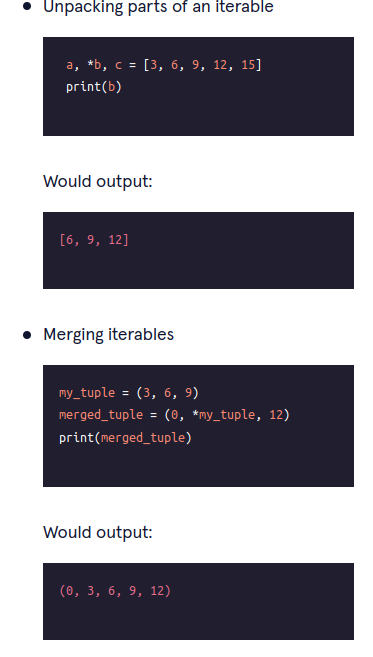 Unpacking parts of an iterable
a, *b, c = [3, 6, 9, 12, 15]
print(b)
Would output:
[6, 9, 12]
Merging iterables
my_tuple = (3, 6, 9)
merged_tuple = (0, *my_tuple, 12)
print(merged_tuple)
Would output:
(0, 3, 6, 9, 12)